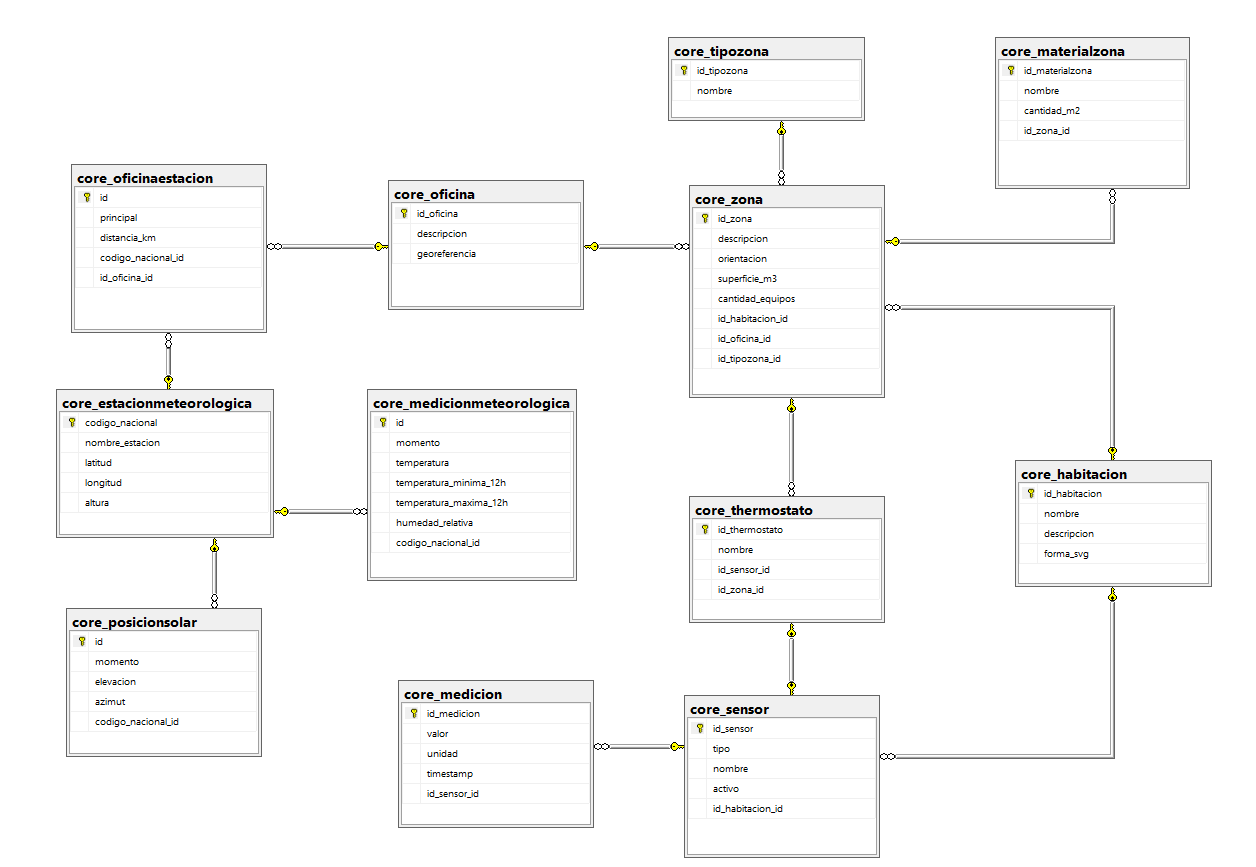 core_tipozona
id_tipozona
nombre
core_materialzona
id_materialzona
nombre
cantidad_m2
id_zona_id
core_oficinaestacion
id
principal
distancia_km
codigo_nacional_id
id_oficina_id
core_oficina
id_oficina
descripcion
georeferencia
core_zona
id_zona
descripcion
orientacion
superficie_m3
cantidad_equipos
id_habitacion_id
id_oficina_id
id_tipozona_id
core_estacionmeteorologica
codigo_nacional
nombre_estacion
latitud
longitud
altura
core_medicionmeteorologica
id
momento
temperatura
temperatura_minima_12h
temperatura_maxima_12h
humedad_relativa
codigo_nacional_id
core_habitacion
id_habitacion
nombre
descripcion
forma_svg
core_thermostato
id_thermostato
nombre
id_sensor_id
id_zona_id
core_posicionsolar
id
momento
elevacion
azimut
codigo_nacional_id
core_medicion
id_medicion
valor
unidad
timestamp
id_sensor_id
core_sensor
id_sensor
tipo
nombre
activo
id_habitacion_id